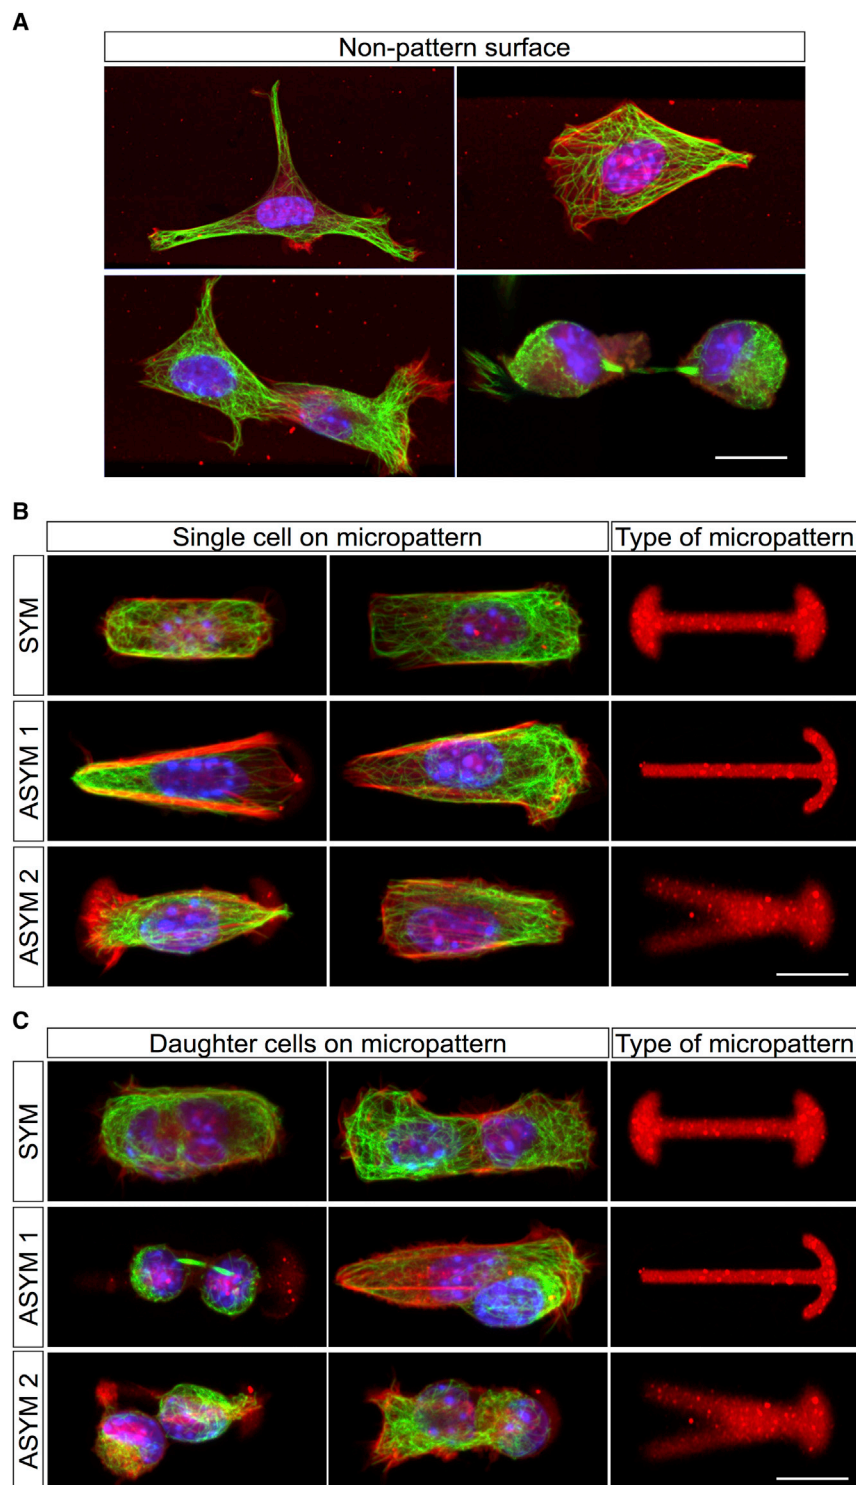 A
Non-pattern surface
B
Single cell on micropattern
Type of micropattern
SYM
ASYM 1
ASYM 2
C
Daughter cells on micropattern
Type of micropattern
SYM
ASYM 1
ASYM 2